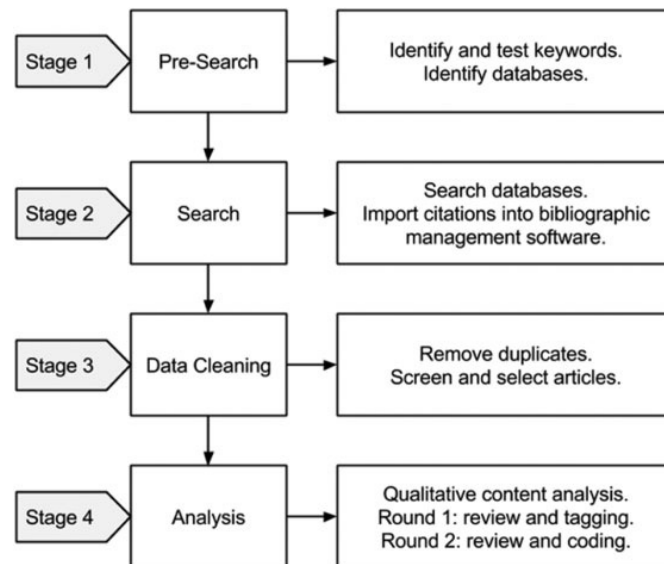 Stage 1
Pre-Search
Identify and test keywords.
Identify databases.
Stage 2
Search
Search databases.
Import citations into bibliographic
management software.
Stage 3
Data Cleaning
Remove duplicates.
Screen and select articles.
Stage 4
Analysis
Qualitative content analysis.
Round 1: review and tagging.
Round 2: review and coding.